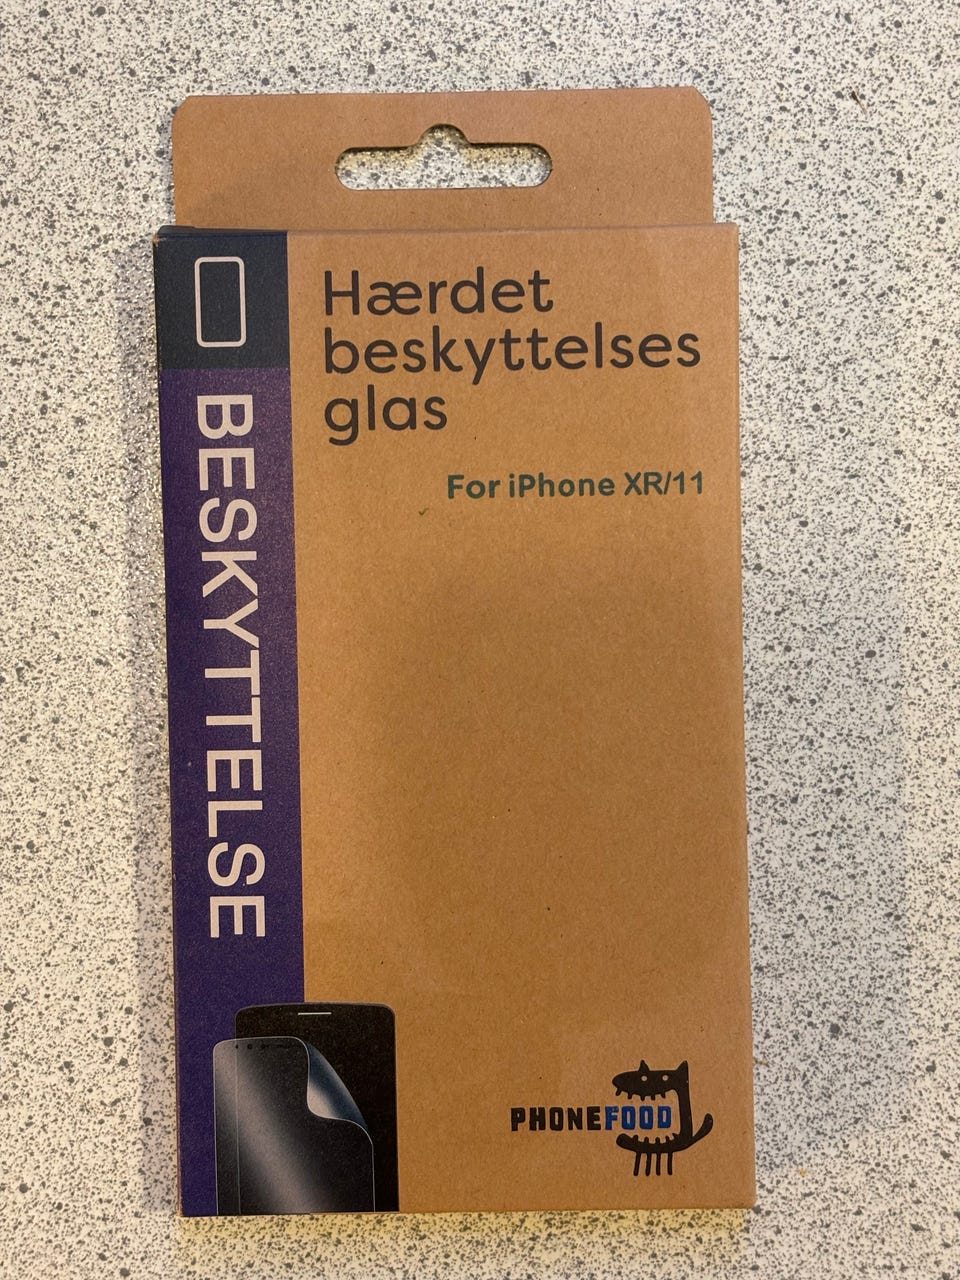 Hærdet
beskyttelses
glas
For iPhone XR/11
BESKYTTELSE
PHONEFOOD